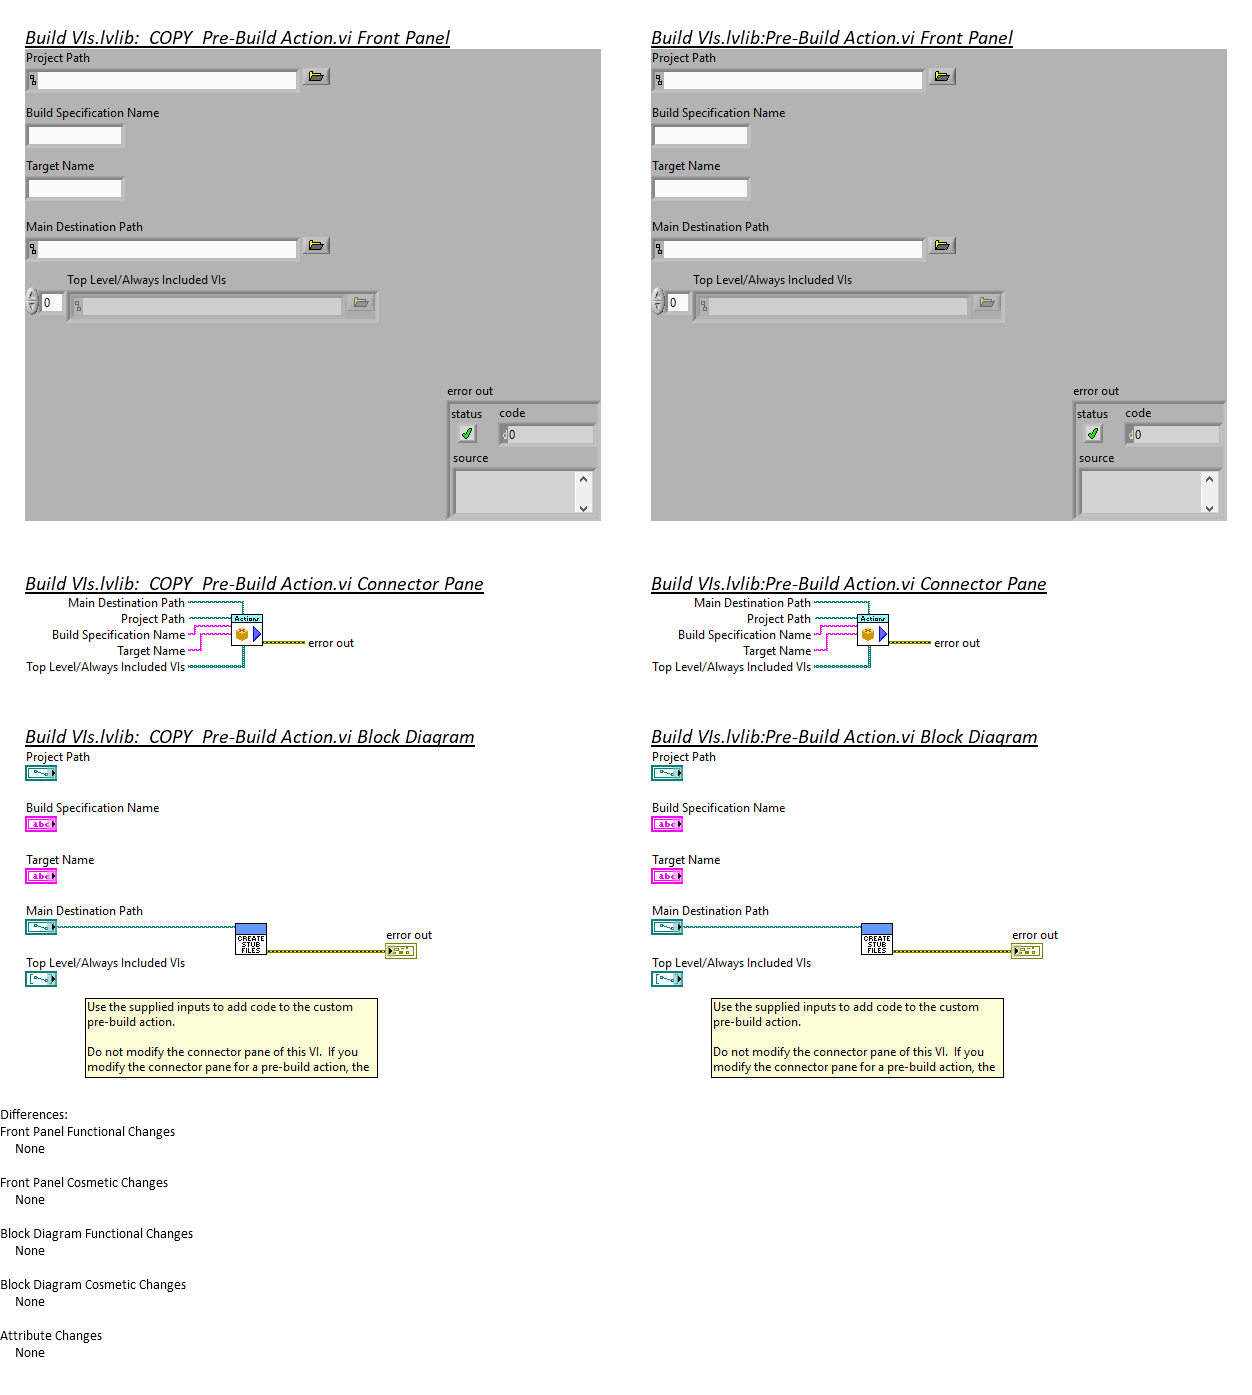 Build VIs.lvlib:_COPY_Pre-Build Action.vi Front Panel
Project Path
Build Specification Name
Target Name
Main Destination Path
Top Level/Always Included VIs
0
error out
status code
0
source
Build VIs.lvlib:Pre-Build Action.vi Front Panel
Project Path
Build Specification Name
Target Name
Main Destination Path
Top Level/Always Included VIs
0
error out
status code
0
source
Build VIs.lvlib:_COPY_Pre-Build Action.vi Connector Pane
Main Destination Path
Project Path
Build Specification Name
Target Name
Top Level/Always Included VIs
Actions
error out
Build VIs.lvlib:Pre-Build Action.vi Connector Pane
Main Destination Path
Project Path
Build Specification Name
Target Name
Top Level/Always Included VIs
Actions
error out
Build VIs.lvlib:_COPY_Pre-Build Action.vi Block Diagram
Project Path
abc
Build Specification Name
Target Name
abc
Main Destination Path
CREATE
STUB
FILES
error out
Top Level/Always Included VIs
Use the supplied inputs to add code to the custom
pre-build action.
Do not modify the connector pane of this VI.  If you
modify the connector pane for a pre-build action, the
Build VIs.lvlib:Pre-Build Action.vi Block Diagram
Project Path
Build Specification Name
abc
Target Name
abc
Main Destination Path
CREATE
STUB
FILES
error out
Top Level/Always Included VIs
Use the supplied inputs to add code to the custom
pre-build action.
Do not modify the connector pane of this VI.  If you
modify the connector pane for a pre-build action, the
Differences:
Front Panel Functional Changes
None
Front Panel Cosmetic Changes
None
Block Diagram Functional Changes
None
Block Diagram Cosmetic Changes
None
Attribute Changes
None